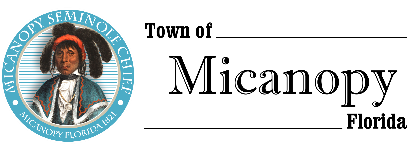 MICANOPY SEMINOLE CHIEF
MICANOPY FLORIDA 1821
Town of
Micanopy
Florida